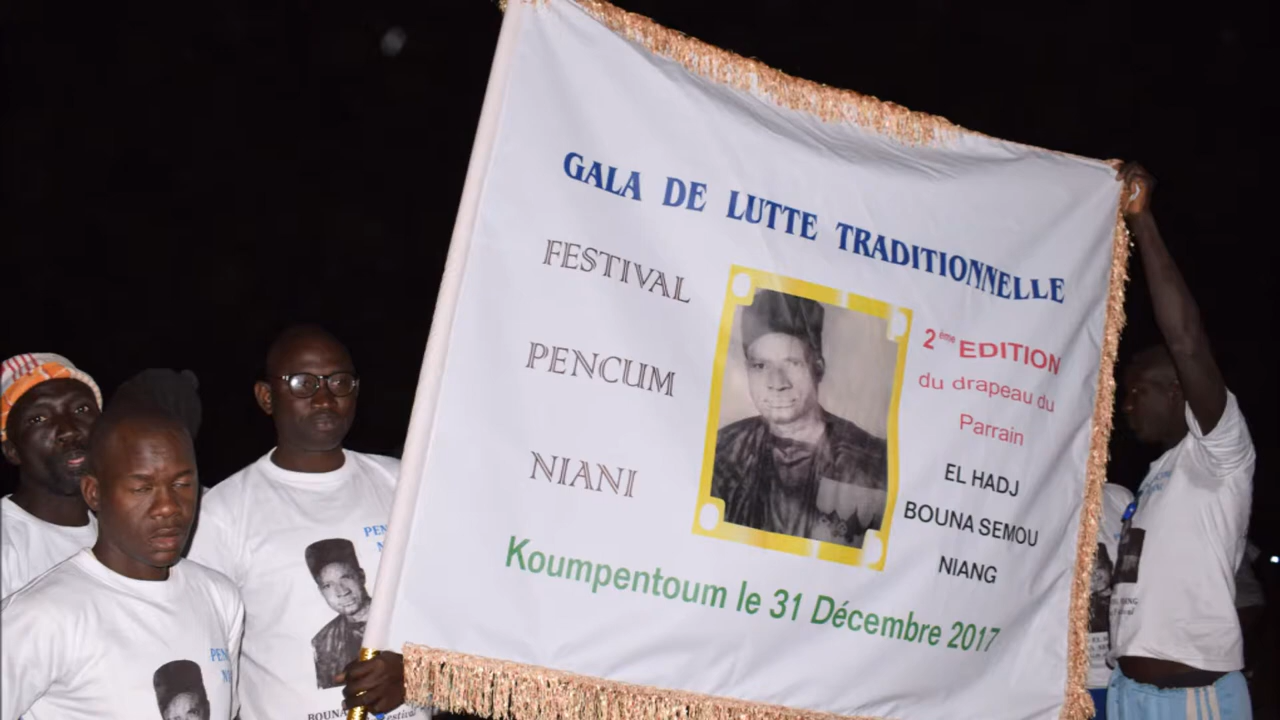 GALA DE LUTTE TRADITIONNELLE
FESTIVAL
PENCUM
NIANI
2ème EDITION
du drapeau du
Parrain
EL HADJ
BOUNA SEMOU
NIANG
Koumpentoum le 31 Décembre 2017
BOUNA